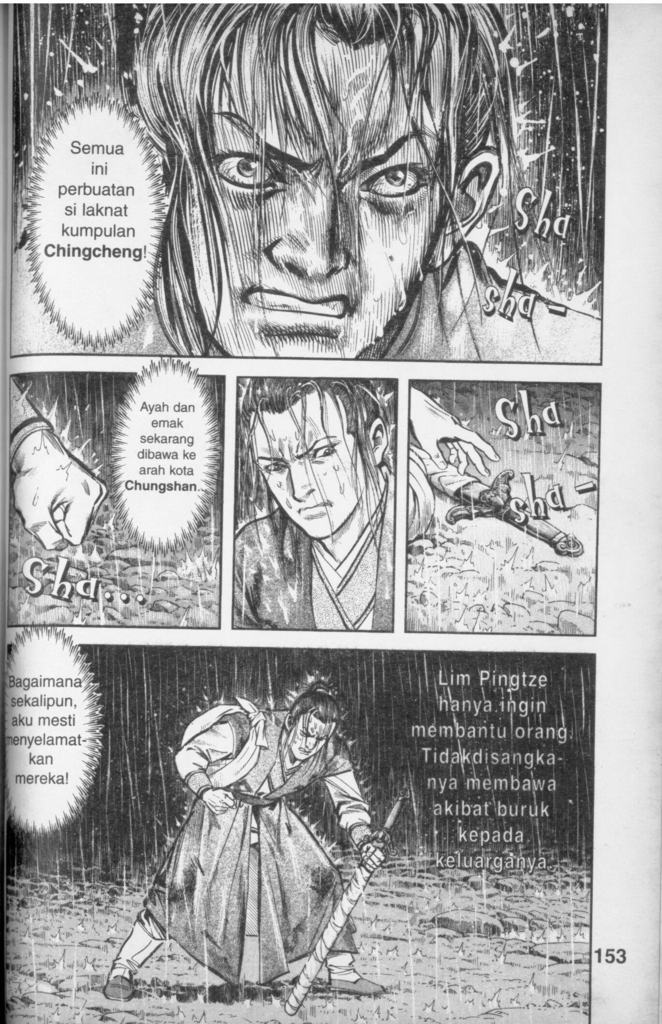 Semua
ini
perbuatan
si laknat
kumpulan
Chingcheng!
Sha
sha-
Ayah dan
emak
sekarang
dibawa ke
arah kota
Chungshan..
Sha...
Sha
sha-
Bagaimana
sekalipun,
aku mesti
menyelamat-
kan
mereka!
Lim Pingtze
hanya ingin
membantu orang.
Tidakdisangka-
nya membawa
akibat buruk
kepada
keluarganya.
153